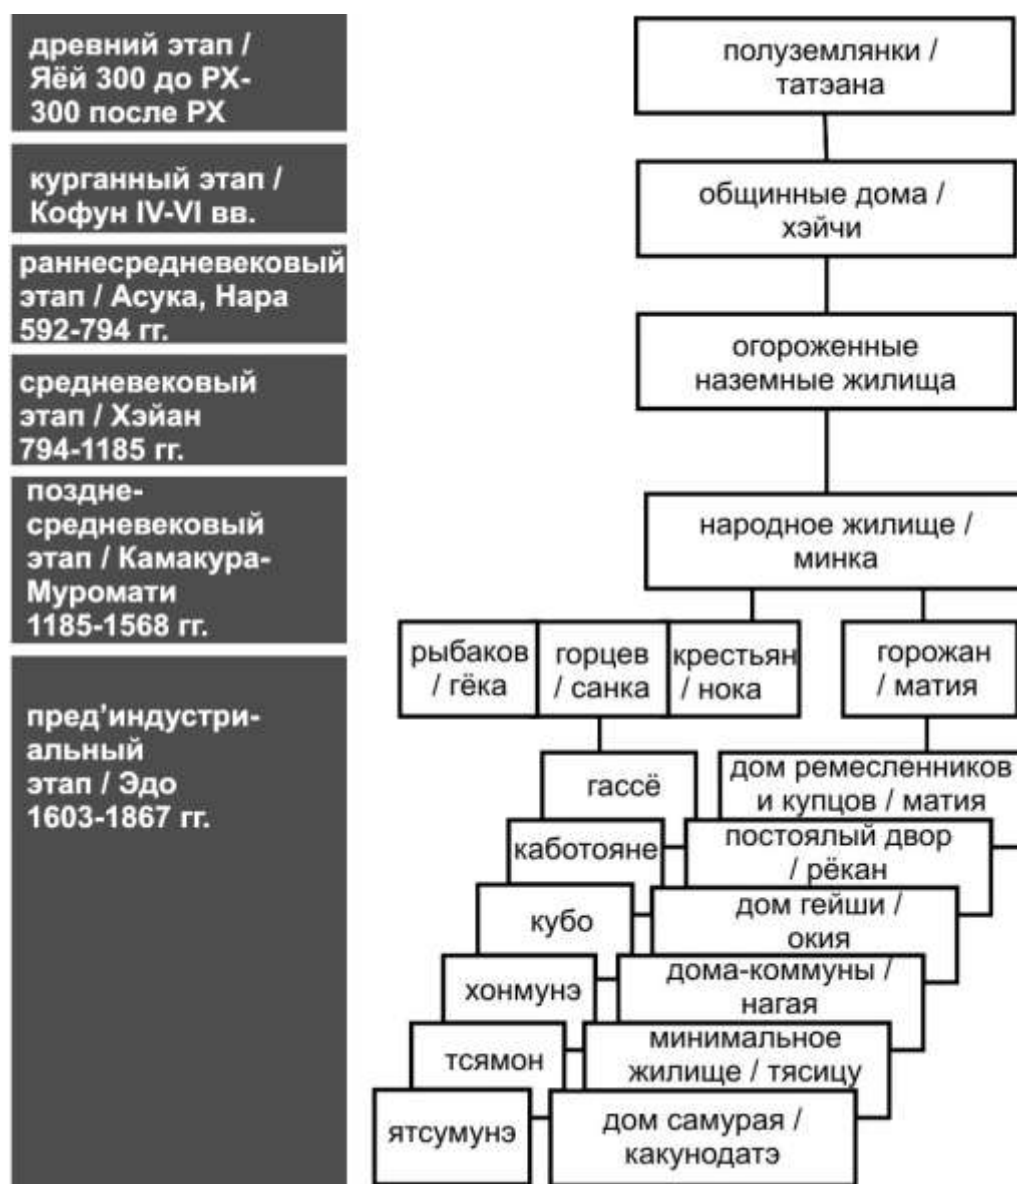 древний этап /
Яёй 300 до РХ-
300 после РХ
полуземлянки /
татэана
курганный этап /
Кофун IV-VI вв.
общинные дома /
хэйчи
раннесредневековый
этап / Асука, Нара
592-794 гг.
огороженные
наземные жилища
средневековый
этап / Хэйан
794-1185 гг.
поздне-
средневековый
этап / Камакура-
Муромати
1185-1568 гг.
народное жилище /
минка
рыбаков
/ гёка
горцев
/ санка
крестьян
/ нока
горожан
/ матия
пред'индустри-
альный
этап / Эдо
1603-1867 гг.
гассё
дом ремесленников
и купцов / матия
каботояне
постоялый двор
/ рёкан
кубо
дом гейши /
окия
хонмунэ
дома-коммуны /
нагая
тсямон
минимальное
жилище / тясицу
ятсумунэ
дом самурая /
какунодатэ